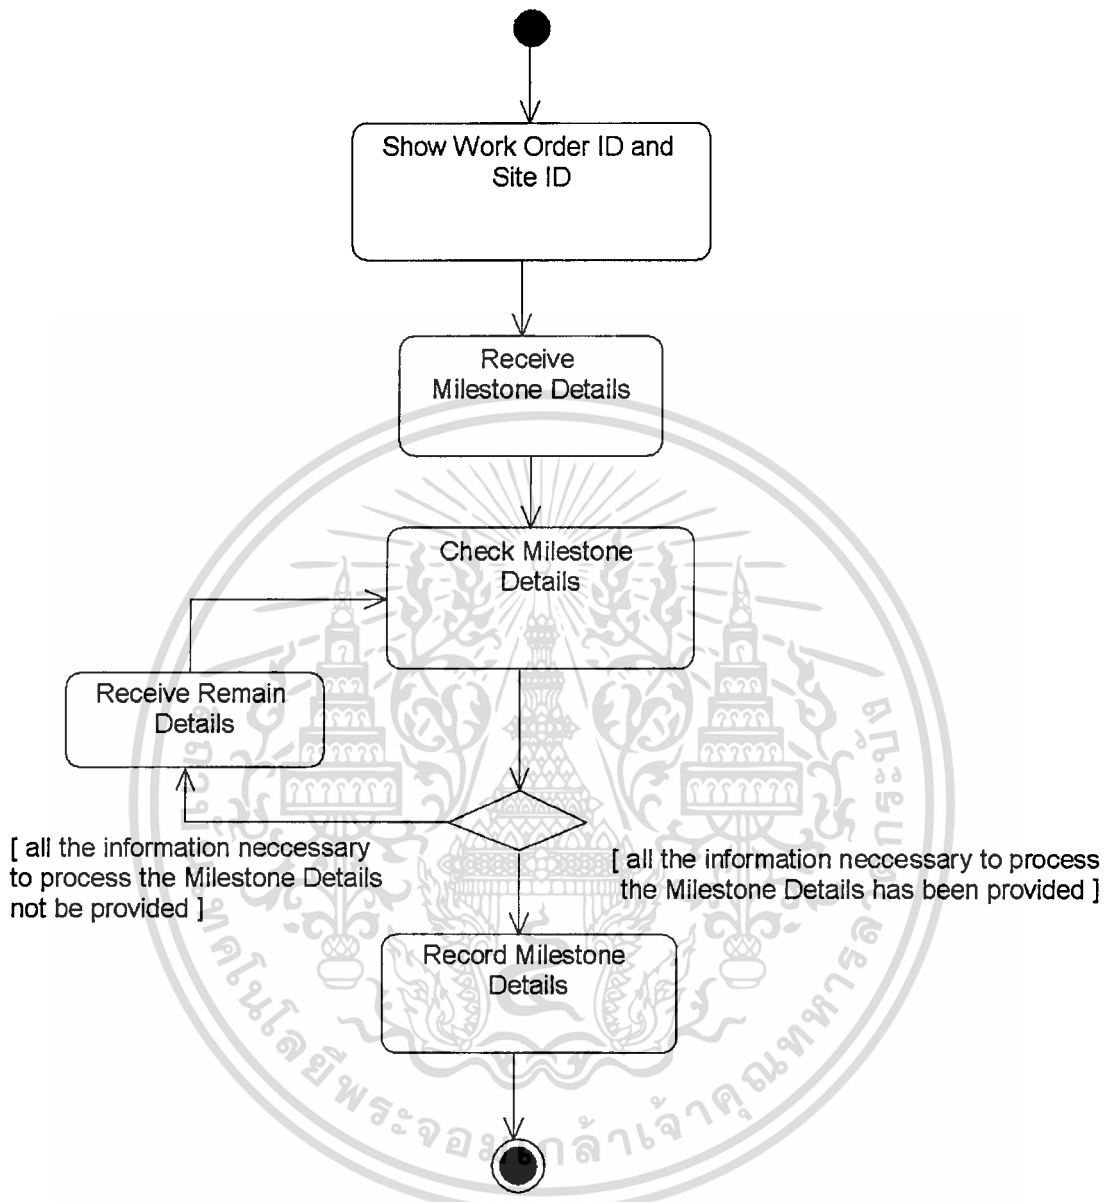 Show Work Order ID and
Site ID
Receive
Milestone Details
Check Milestone
Details
Receive Remain
Details
[ all the information neccessary
to process the Milestone Details
not be provided ]
[ all the information neccessary to process
the Milestone Details has been provided ]
Record Milestone
Details